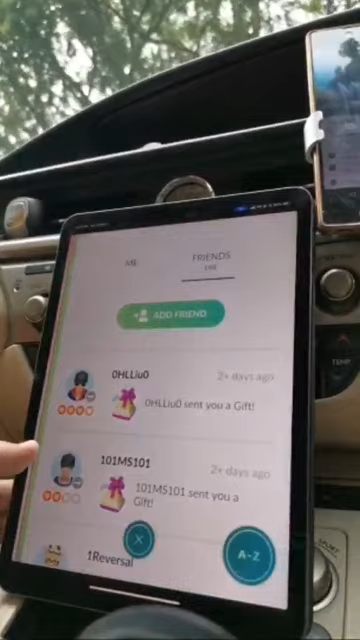 ME
FRIENDS
ADD FRIEND
0HLLiu0
2+ days ago
0HLLiu0 sent you a Gift!
101MS101
2+ days ago
101MS101 sent you a
Gift!
1Reversal
A-Z
TEMP